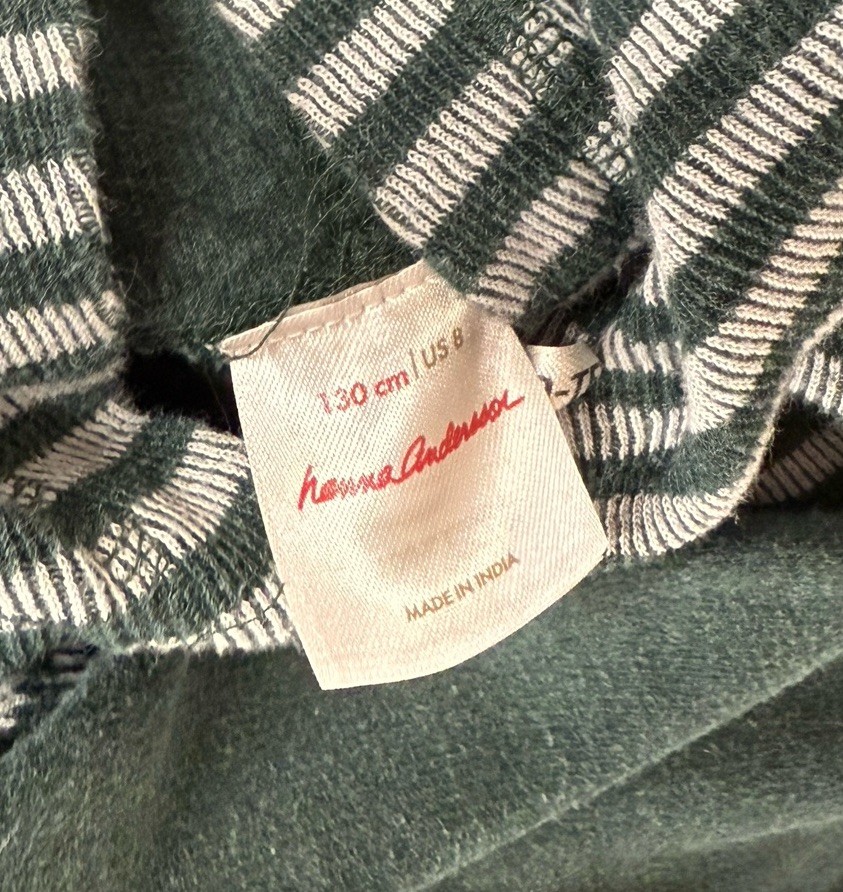 130 cm | US 8
hanna Andersson
MADE IN INDIA